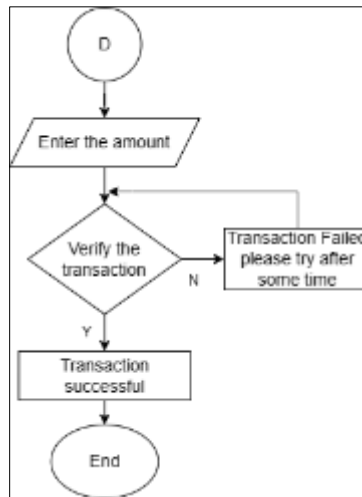 D
Enter the amount
Verify the
transaction
N
Transaction Failed
please try after
some time
Y
Transaction
successful
End